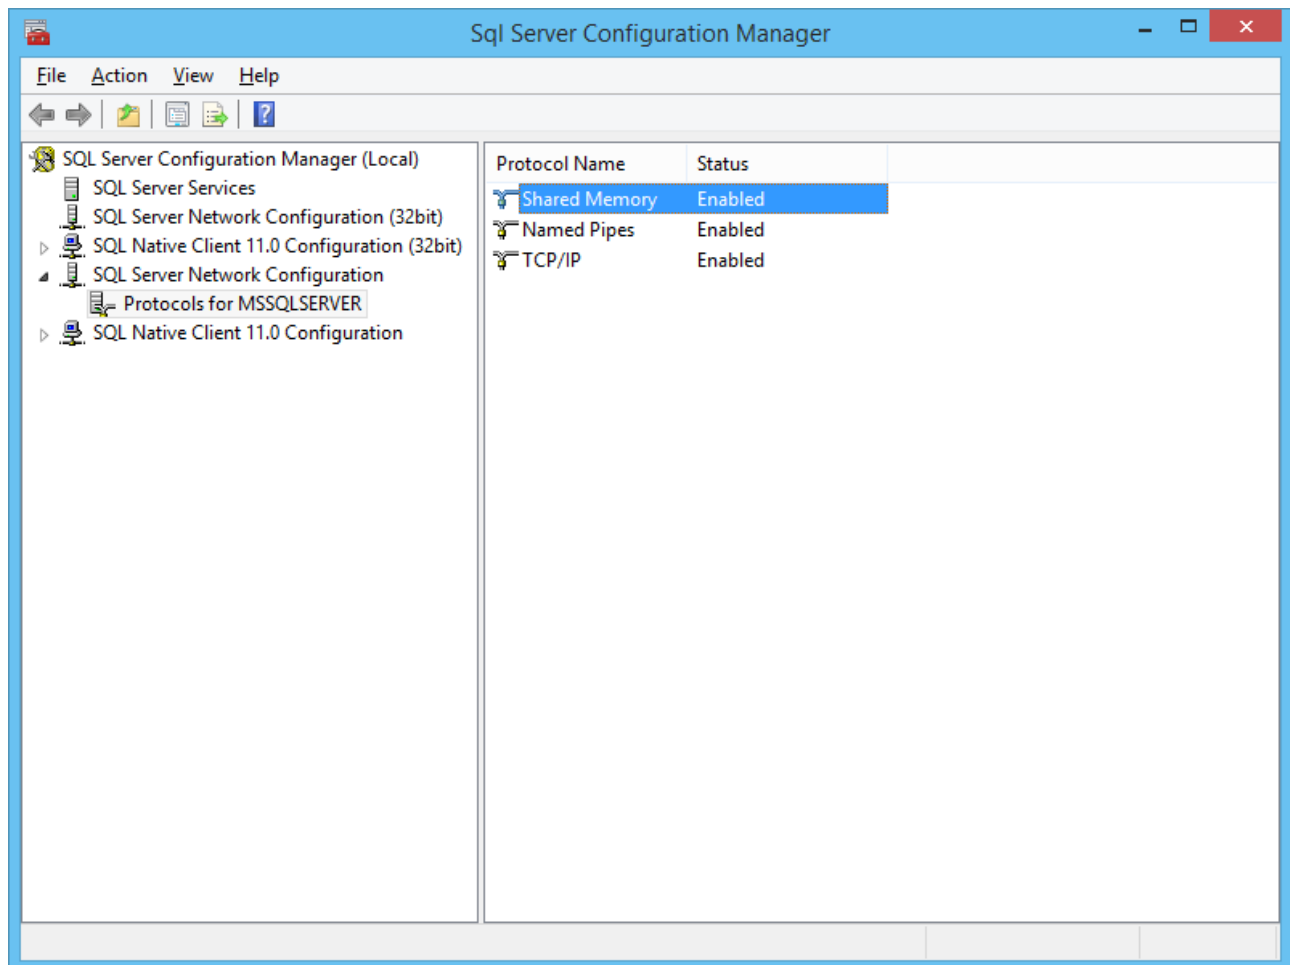 Sql Server Configuration Manager
File Action View Help
SQL Server Configuration Manager (Local)
SQL Server Services
SQL Server Network Configuration (32bit)
SQL Native Client 11.0 Configuration (32bit)
SQL Server Network Configuration
Protocols for MSSQLSERVER
SQL Native Client 11.0 Configuration
Protocol Name Status
Shared Memory Enabled
Named Pipes Enabled
TCP/IP Enabled